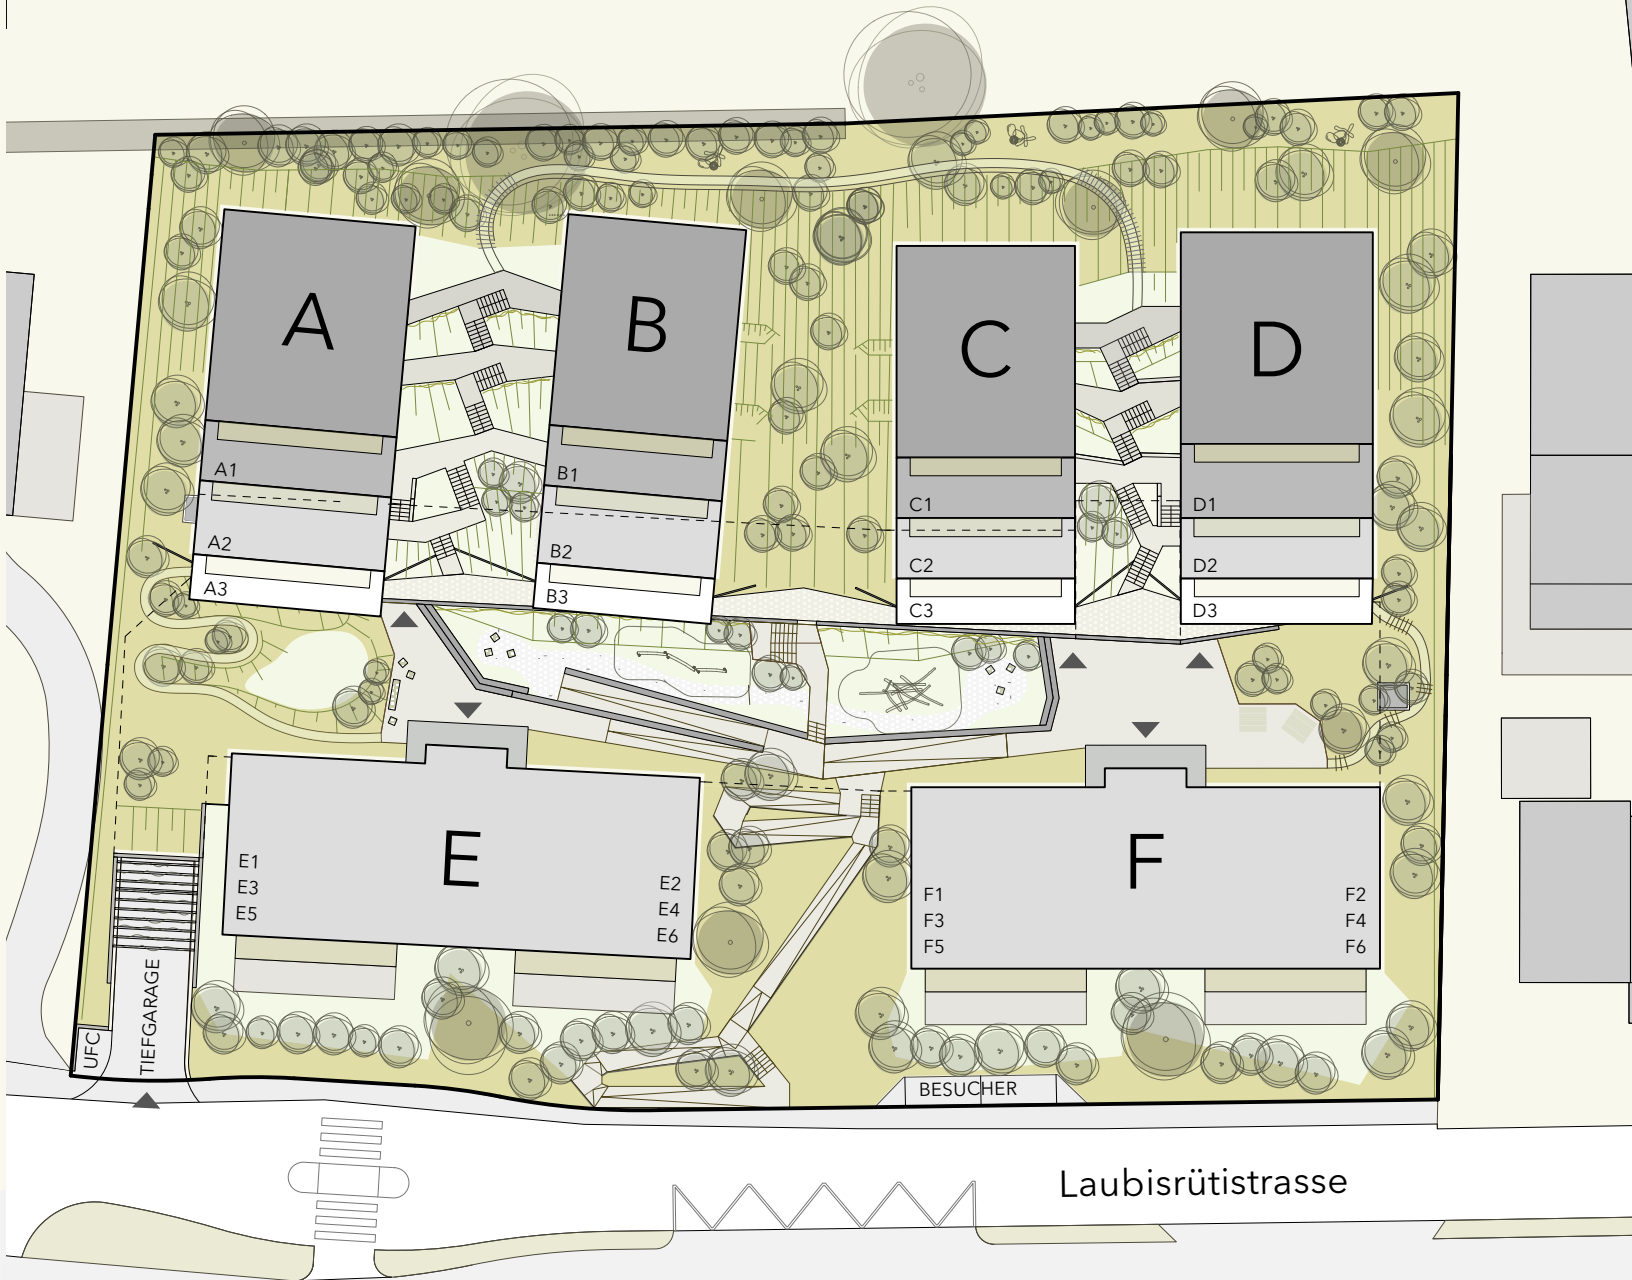 A
B
C
D
A1
B1
C1
D1
A2
B2
C2
D2
A3
B3
C3
D3
E
F
E1
E2
E3
E4
E5
E6
F1
F2
F3
F4
F5
F6
UFC
TIEFGARAGE
BESUCHER
Laubisrütistrasse